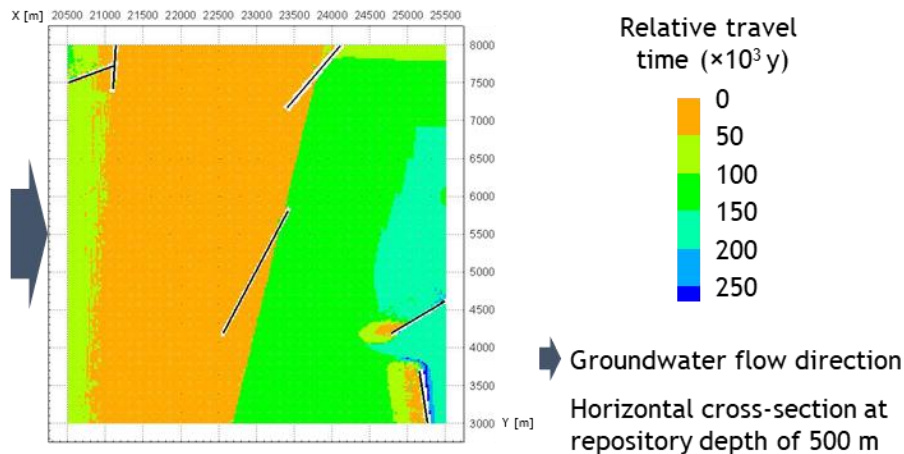 X [m] 20500 21000 21500 22000 22500 23000 23500 24000 24500 25000 25500
8000
7500
7000
6500
6000
5500
5000
4500
4000
3500
3000
Y [m]
Relative travel
time (×10³ y)
0
50
100
150
200
250
Groundwater flow direction
Horizontal cross-section at
repository depth of 500 m